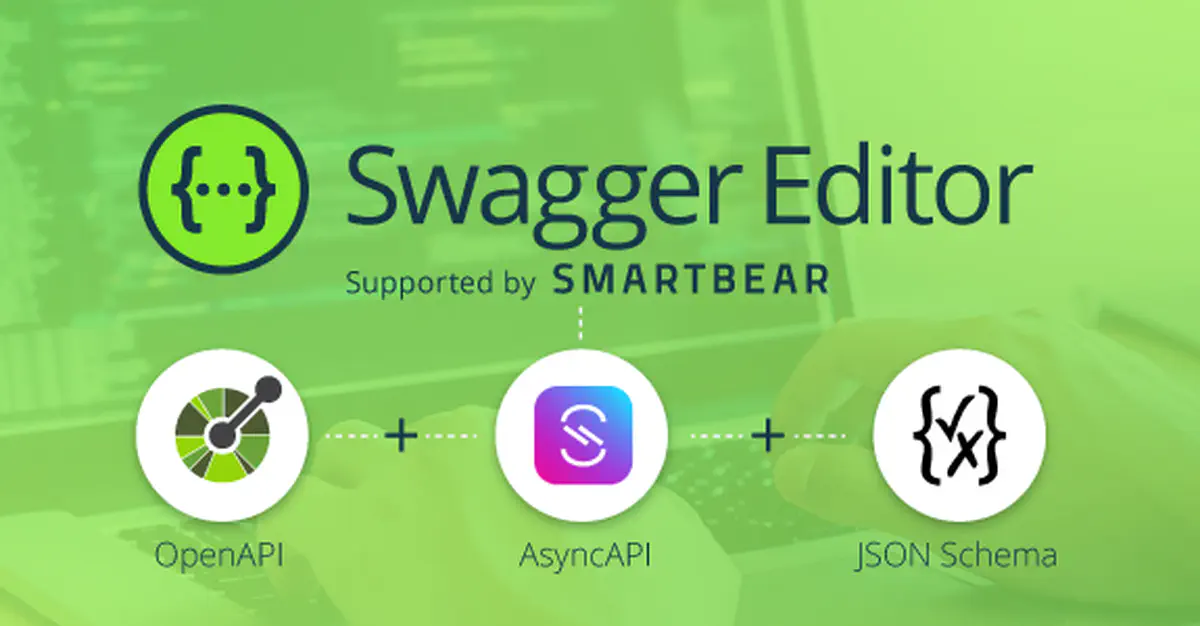 Swagger Editor
Supported by SMARTBEAR
OpenAPI
AsyncAPI
JSON Schema